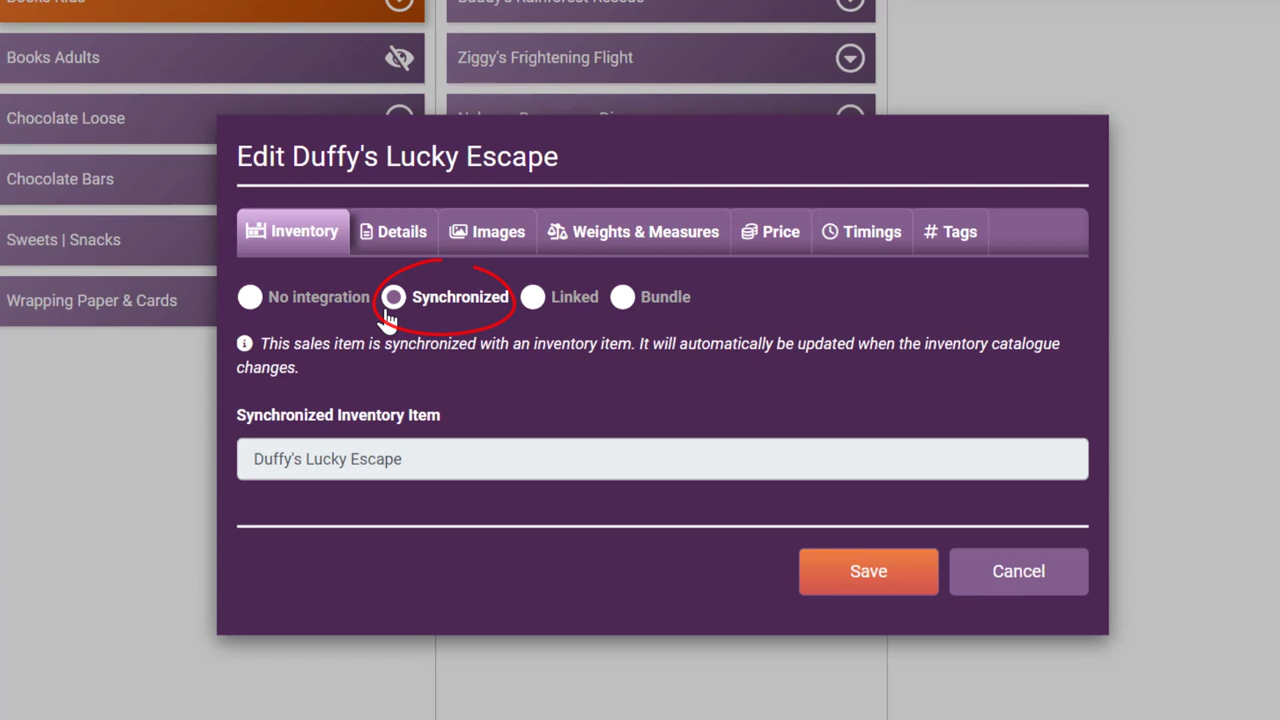 Books Kids
Books Adults
Ziggy's Frightening Flight
Chocolate Loose
Chocolate Bars
Sweets | Snacks
Wrapping Paper & Cards
Edit Duffy's Lucky Escape
Inventory
Details
Images
Weights & Measures
Price
Timings
Tags
No integration
Synchronized
Linked
Bundle
This sales item is synchronized with an inventory item. It will automatically be updated when the inventory catalogue
changes.
Synchronized Inventory Item
Duffy's Lucky Escape
Save
Cancel